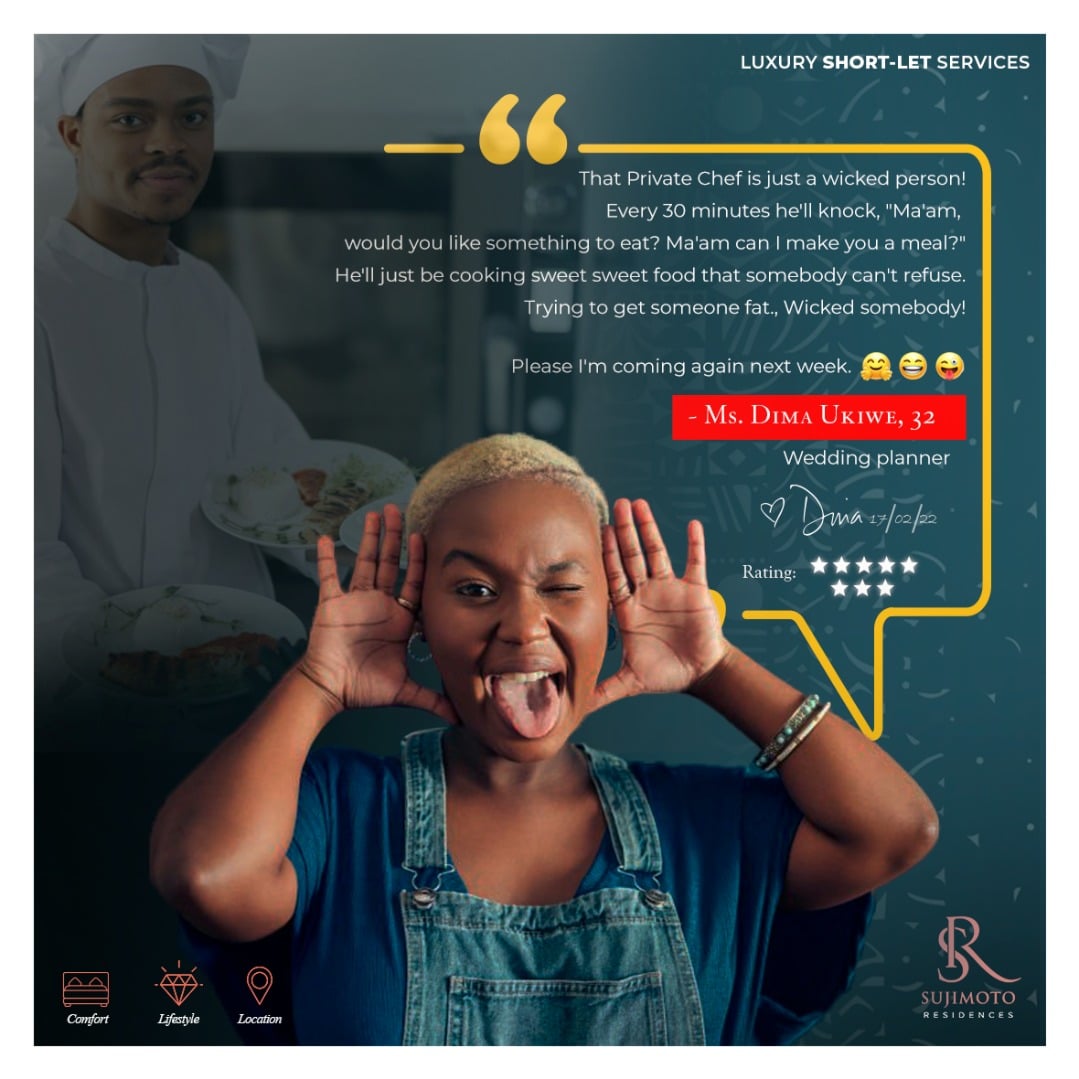 LUXURY SHORT-LET SERVICES
That Private Chef is just a wicked person!
Every 30 minutes he'll knock, "Ma'am,
would you like something to eat? Ma'am can I make you a meal?"
He'll just be cooking sweet sweet food that somebody can't refuse.
Trying to get someone fat., Wicked somebody!
Please I'm coming again next week. 🤗 😄 😜
- Ms. Dima Ukiwe, 32
Wedding planner
Dima 17/02/22
Rating:
Comfort
Lifestyle
Location
SR
SUJIMOTO
RESIDENCES